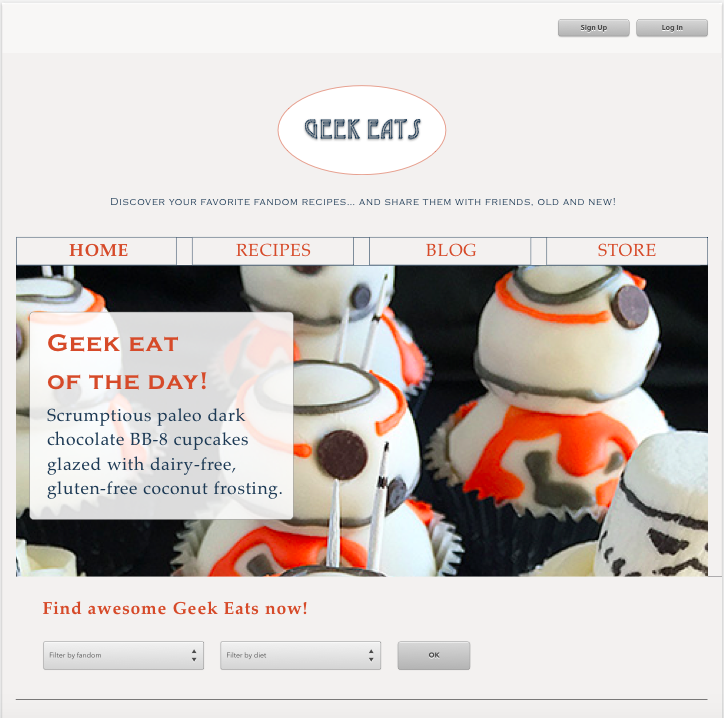 Sign Up
Log In
GEEK EATS
Discover your favorite fandom recipes... and share them with friends, old and new!
HOME
RECIPES
BLOG
STORE
Geek eat
of the day!
Scrumptious paleo dark
chocolate BB-8 cupcakes
glazed with dairy-free,
gluten-free coconut frosting.
Find awesome Geek Eats now!
Filter by fandom
Filter by diet
OK